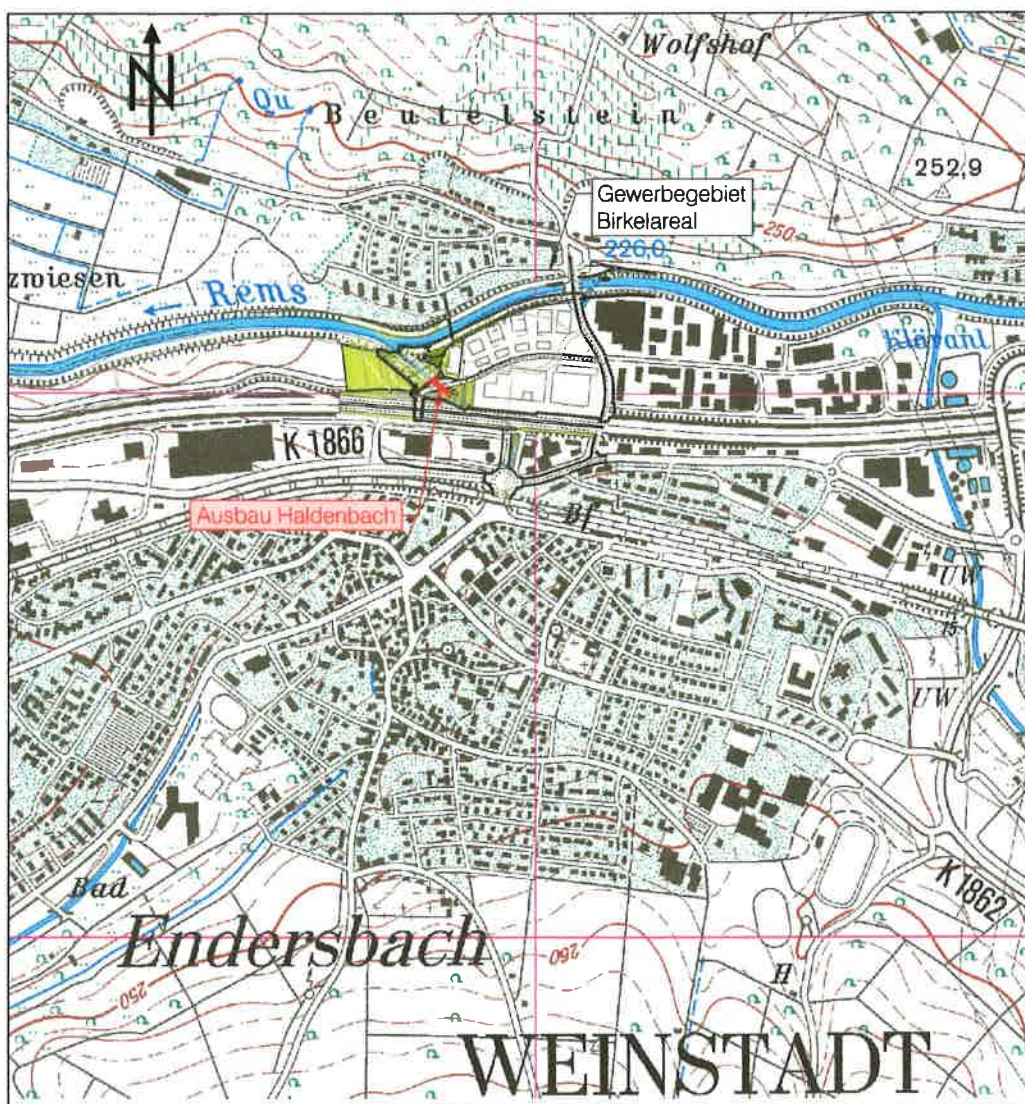 Wolfshof
N
Qu
Beutelstein
252,9
Gewerbegebiet
Birkelareal
250
226,0
zwiesen
Rems
Kläranl
K 1866
Ausbau Haldenbach
Bf
UW
UW
Bad
K 1862
Endersbach
250
250
H
WEINSTADT